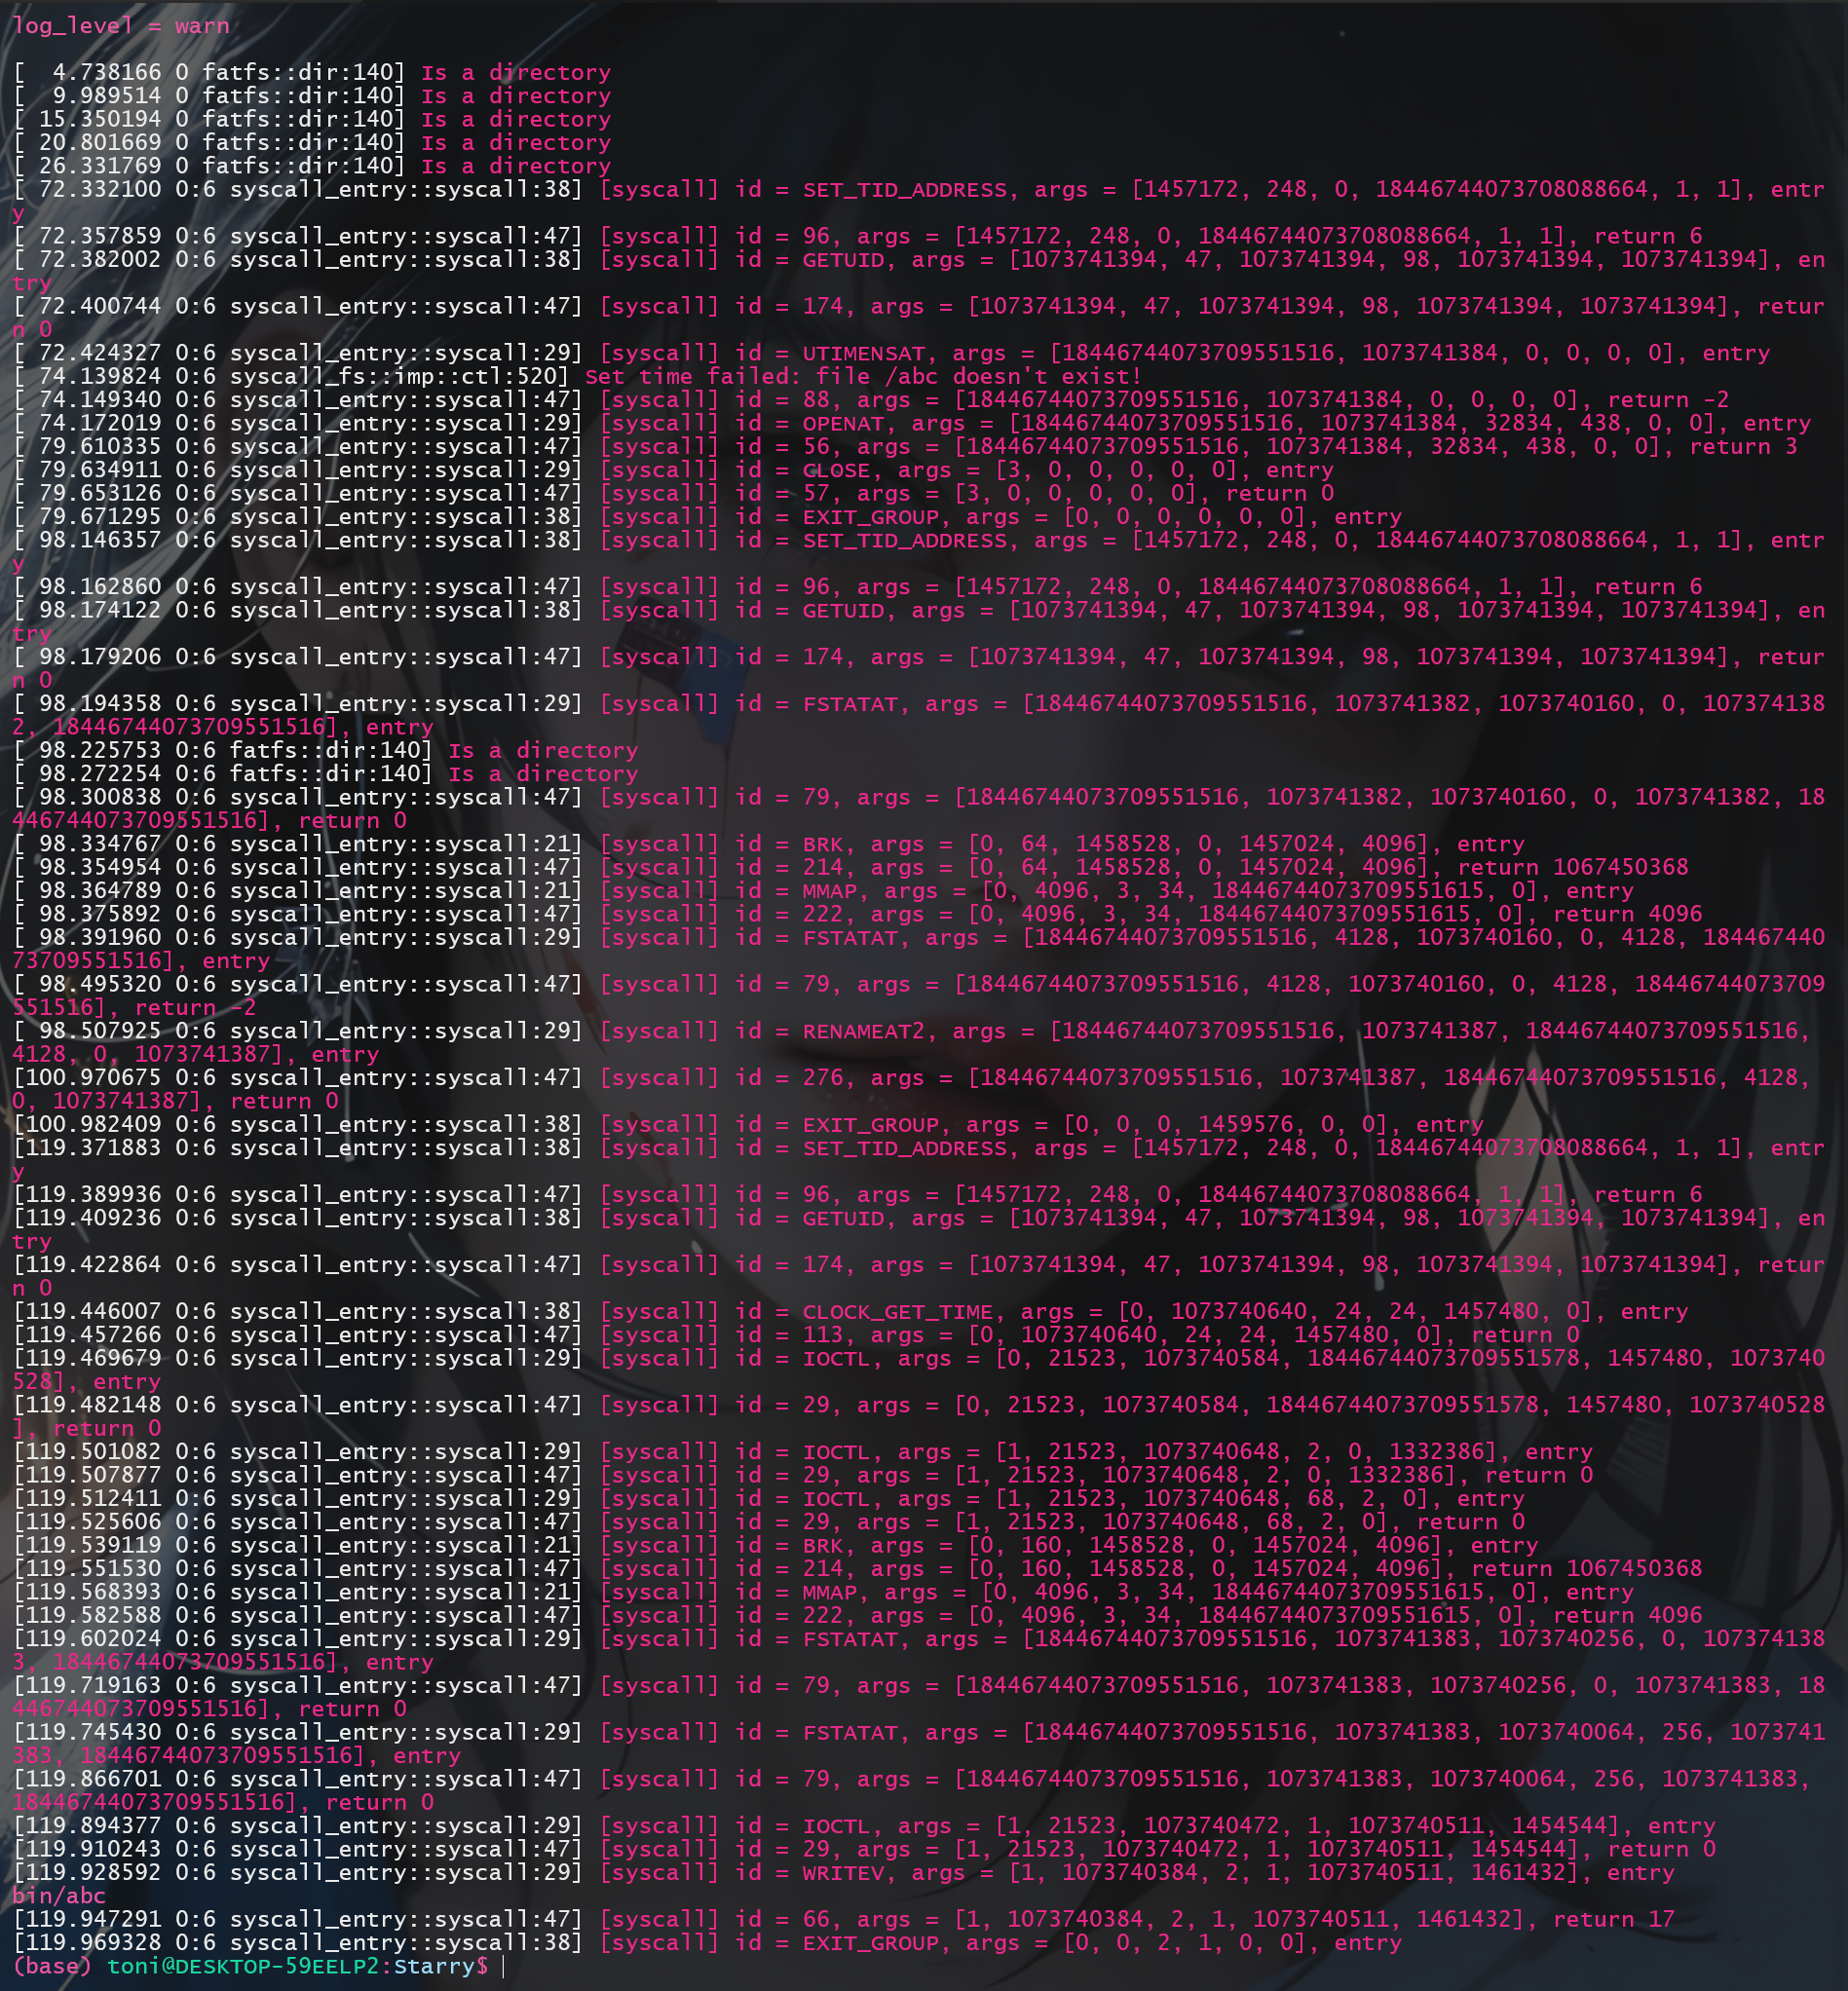 log_level = warn
[  4.738166 0 fatfs::dir:140] Is a directory
[  9.989514 0 fatfs::dir:140] Is a directory
[ 15.350194 0 fatfs::dir:140] Is a directory
[ 20.801669 0 fatfs::dir:140] Is a directory
[ 26.331769 0 fatfs::dir:140] Is a directory
[ 72.332100 0:6 syscall_entry::syscall:38] [syscall] id = SET_TID_ADDRESS, args = [1457172, 248, 0, 18446744073708088664, 1, 1], entr
y
[ 72.357859 0:6 syscall_entry::syscall:47] [syscall] id = 96, args = [1457172, 248, 0, 18446744073708088664, 1, 1], return 6
[ 72.382002 0:6 syscall_entry::syscall:38] [syscall] id = GETUID, args = [1073741394, 47, 1073741394, 98, 1073741394, 1073741394], en
try
[ 72.400744 0:6 syscall_entry::syscall:47] [syscall] id = 174, args = [1073741394, 47, 1073741394, 98, 1073741394, 1073741394], retur
n 0
[ 72.424327 0:6 syscall_entry::syscall:29] [syscall] id = UTIMENSAT, args = [18446744073709551516, 1073741384, 0, 0, 0, 0], entry
[ 74.139824 0:6 syscall_fs::imp::ctl:520] Set time failed: file /abc doesn't exist!
[ 74.149340 0:6 syscall_entry::syscall:47] [syscall] id = 88, args = [18446744073709551516, 1073741384, 0, 0, 0, 0], return -2
[ 74.172019 0:6 syscall_entry::syscall:29] [syscall] id = OPENAT, args = [18446744073709551516, 1073741384, 32834, 438, 0, 0], entry
[ 79.610335 0:6 syscall_entry::syscall:47] [syscall] id = 56, args = [18446744073709551516, 1073741384, 32834, 438, 0, 0], return 3
[ 79.634911 0:6 syscall_entry::syscall:29] [syscall] id = CLOSE, args = [3, 0, 0, 0, 0, 0], entry
[ 79.653126 0:6 syscall_entry::syscall:47] [syscall] id = 57, args = [3, 0, 0, 0, 0, 0], return 0
[ 79.671295 0:6 syscall_entry::syscall:38] [syscall] id = EXIT_GROUP, args = [0, 0, 0, 0, 0, 0], entry
[ 98.146357 0:6 syscall_entry::syscall:38] [syscall] id = SET_TID_ADDRESS, args = [1457172, 248, 0, 18446744073708088664, 1, 1], entr
y
[ 98.162860 0:6 syscall_entry::syscall:47] [syscall] id = 96, args = [1457172, 248, 0, 18446744073708088664, 1, 1], return 6
[ 98.174122 0:6 syscall_entry::syscall:38] [syscall] id = GETUID, args = [1073741394, 47, 1073741394, 98, 1073741394, 1073741394], en
try
[ 98.179206 0:6 syscall_entry::syscall:47] [syscall] id = 174, args = [1073741394, 47, 1073741394, 98, 1073741394, 1073741394], retur
n 0
[ 98.194358 0:6 syscall_entry::syscall:29] [syscall] id = FSTATAT, args = [18446744073709551516, 1073741382, 1073740160, 0, 107374138
2, 18446744073709551516], entry
[ 98.225753 0:6 fatfs::dir:140] Is a directory
[ 98.272254 0:6 fatfs::dir:140] Is a directory
[ 98.300838 0:6 syscall_entry::syscall:47] [syscall] id = 79, args = [18446744073709551516, 1073741382, 1073740160, 0, 1073741382, 18
446744073709551516], return 0
[ 98.334767 0:6 syscall_entry::syscall:21] [syscall] id = BRK, args = [0, 64, 1458528, 0, 1457024, 4096], entry
[ 98.354954 0:6 syscall_entry::syscall:47] [syscall] id = 214, args = [0, 64, 1458528, 0, 1457024, 4096], return 1067450368
[ 98.364789 0:6 syscall_entry::syscall:21] [syscall] id = MMAP, args = [0, 4096, 3, 34, 18446744073709551615, 0], entry
[ 98.375892 0:6 syscall_entry::syscall:47] [syscall] id = 222, args = [0, 4096, 3, 34, 18446744073709551615, 0], return 4096
[ 98.391960 0:6 syscall_entry::syscall:29] [syscall] id = FSTATAT, args = [18446744073709551516, 4128, 1073740160, 0, 4128, 184467440
73709551516], entry
[ 98.495320 0:6 syscall_entry::syscall:47] [syscall] id = 79, args = [18446744073709551516, 4128, 1073740160, 0, 4128, 18446744073709
551516], return -2
[ 98.507925 0:6 syscall_entry::syscall:29] [syscall] id = RENAMEAT2, args = [18446744073709551516, 1073741387, 18446744073709551516,
4128, 0, 1073741387], entry
[100.970675 0:6 syscall_entry::syscall:47] [syscall] id = 276, args = [18446744073709551516, 1073741387, 18446744073709551516, 4128,
0, 1073741387], return 0
[100.982409 0:6 syscall_entry::syscall:38] [syscall] id = EXIT_GROUP, args = [0, 0, 0, 1459576, 0, 0], entry
[119.371883 0:6 syscall_entry::syscall:38] [syscall] id = SET_TID_ADDRESS, args = [1457172, 248, 0, 18446744073708088664, 1, 1], entr
y
[119.389936 0:6 syscall_entry::syscall:47] [syscall] id = 96, args = [1457172, 248, 0, 18446744073708088664, 1, 1], return 6
[119.409236 0:6 syscall_entry::syscall:38] [syscall] id = GETUID, args = [1073741394, 47, 1073741394, 98, 1073741394, 1073741394], en
try
[119.422864 0:6 syscall_entry::syscall:47] [syscall] id = 174, args = [1073741394, 47, 1073741394, 98, 1073741394, 1073741394], retur
n 0
[119.446007 0:6 syscall_entry::syscall:38] [syscall] id = CLOCK_GET_TIME, args = [0, 1073740640, 24, 24, 1457480, 0], entry
[119.457266 0:6 syscall_entry::syscall:47] [syscall] id = 113, args = [0, 1073740640, 24, 24, 1457480, 0], return 0
[119.469679 0:6 syscall_entry::syscall:29] [syscall] id = IOCTL, args = [0, 21523, 1073740584, 18446744073709551578, 1457480, 1073740
528], entry
[119.482148 0:6 syscall_entry::syscall:47] [syscall] id = 29, args = [0, 21523, 1073740584, 18446744073709551578, 1457480, 1073740528
], return 0
[119.501082 0:6 syscall_entry::syscall:29] [syscall] id = IOCTL, args = [1, 21523, 1073740648, 2, 0, 1332386], entry
[119.507877 0:6 syscall_entry::syscall:47] [syscall] id = 29, args = [1, 21523, 1073740648, 2, 0, 1332386], return 0
[119.512411 0:6 syscall_entry::syscall:29] [syscall] id = IOCTL, args = [1, 21523, 1073740648, 68, 2, 0], entry
[119.525606 0:6 syscall_entry::syscall:47] [syscall] id = 29, args = [1, 21523, 1073740648, 68, 2, 0], return 0
[119.539119 0:6 syscall_entry::syscall:21] [syscall] id = BRK, args = [0, 160, 1458528, 0, 1457024, 4096], entry
[119.551530 0:6 syscall_entry::syscall:47] [syscall] id = 214, args = [0, 160, 1458528, 0, 1457024, 4096], return 1067450368
[119.568393 0:6 syscall_entry::syscall:21] [syscall] id = MMAP, args = [0, 4096, 3, 34, 18446744073709551615, 0], entry
[119.582588 0:6 syscall_entry::syscall:47] [syscall] id = 222, args = [0, 4096, 3, 34, 18446744073709551615, 0], return 4096
[119.602024 0:6 syscall_entry::syscall:29] [syscall] id = FSTATAT, args = [18446744073709551516, 1073741383, 1073740256, 0, 107374138
3, 18446744073709551516], entry
[119.719163 0:6 syscall_entry::syscall:47] [syscall] id = 79, args = [18446744073709551516, 1073741383, 1073740256, 0, 1073741383, 18
446744073709551516], return 0
[119.745430 0:6 syscall_entry::syscall:29] [syscall] id = FSTATAT, args = [18446744073709551516, 1073741383, 1073740064, 256, 1073741
383, 18446744073709551516], entry
[119.866701 0:6 syscall_entry::syscall:47] [syscall] id = 79, args = [18446744073709551516, 1073741383, 1073740064, 256, 1073741383,
18446744073709551516], return 0
[119.894377 0:6 syscall_entry::syscall:29] [syscall] id = IOCTL, args = [1, 21523, 1073740472, 1, 1073740511, 1454544], entry
[119.910243 0:6 syscall_entry::syscall:47] [syscall] id = 29, args = [1, 21523, 1073740472, 1, 1073740511, 1454544], return 0
[119.928592 0:6 syscall_entry::syscall:29] [syscall] id = WRITEV, args = [1, 1073740384, 2, 1, 1073740511, 1461432], entry
bin/abc
[119.947291 0:6 syscall_entry::syscall:47] [syscall] id = 66, args = [1, 1073740384, 2, 1, 1073740511, 1461432], return 17
[119.969328 0:6 syscall_entry::syscall:38] [syscall] id = EXIT_GROUP, args = [0, 0, 2, 1, 0, 0], entry
(base) toni@DESKTOP-59EELP2:Starry$